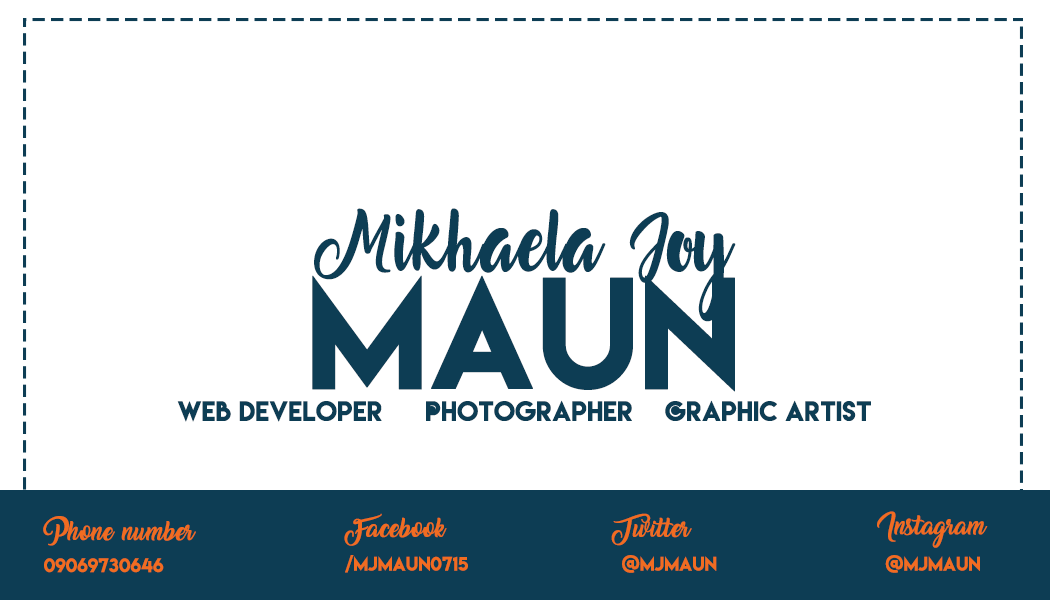 Mikhaela Joy
MAUN
WEB DEVELOPER PHOTOGRAPHER GRAPHIC ARTIST
Phone number Facebook Twitter Instagram
09069730646 /MJMAUN0715 @MJMAUN @MJMAUN